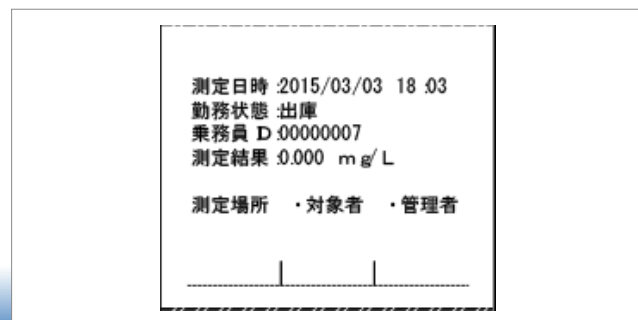 測定日時:2015/03/03 18:03
勤務状態:出庫
乗務員 D:00000007
測定結果:0.000 mg/L
測定場所 ・対象者 ・管理者